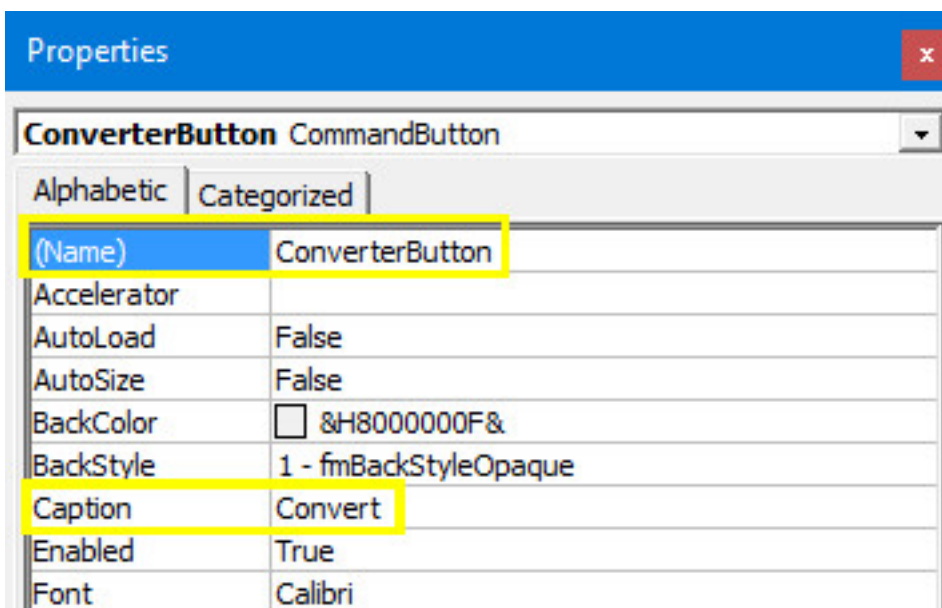 Properties
x
ConverterButton CommandButton
Alphabetic Categorized
(Name) ConverterButton
Accelerator
AutoLoad False
AutoSize False
BackColor &H8000000F&
BackStyle 1 - fmBackStyleOpaque
Caption Convert
Enabled True
Font Calibri